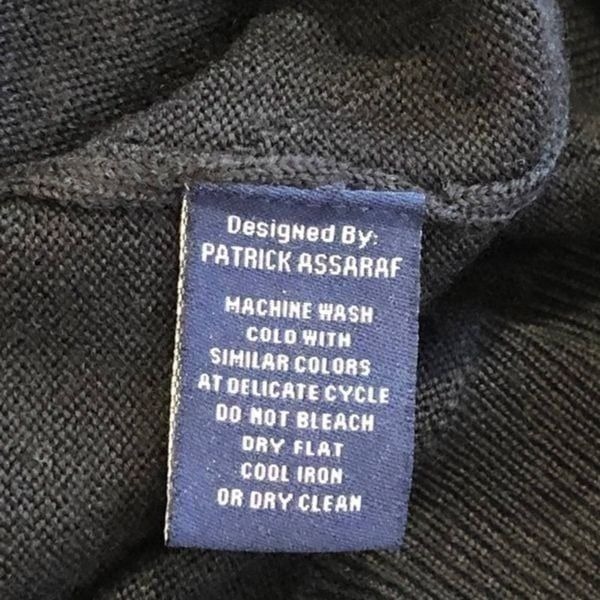 Designed By:
PATRICK ASSARAF
MACHINE WASH
COLD WITH
SIMILAR COLORS
AT DELICATE CYCLE
DO NOT BLEACH
DRY FLAT
COOL IRON
OR DRY CLEAN